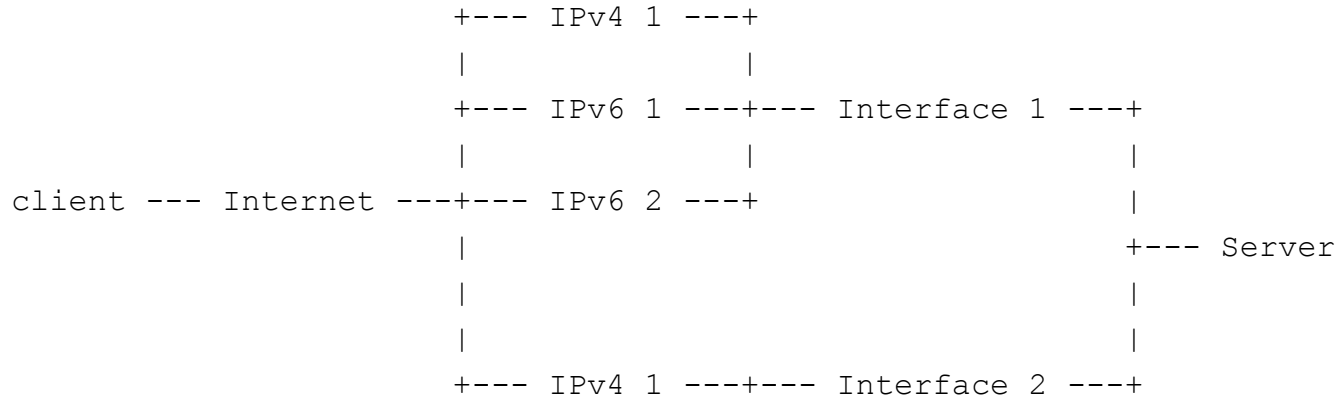 +--- IPv4 1 ---+
| |
+--- IPv6 1 ---+--- Interface 1 ---+
| | |
client --- Internet ---+--- IPv6 2 ---+ |
| +--- Server
| |
| |
+--- IPv4 1 ---+--- Interface 2 ---+